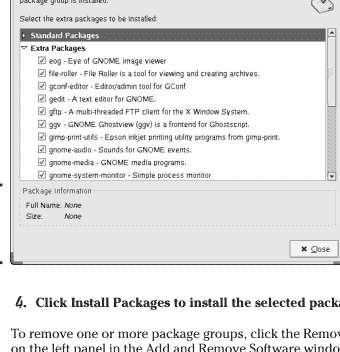 package group is installed.
Select the extra packages to be installed:
Standard Packages
Extra Packages
eog - Eye of GNOME image viewer
file-roller - File Roller is a tool for viewing and creating archives.
gconf-editor - Editor/admin tool for GConf
gedit - A text editor for GNOME.
gftp - A multi-threaded FTP client for the X Window System.
ggv - GNOME Ghostview (ggv) is a frontend for Ghostscript.
gimp-print-utils - Epson inkjet printing utility programs from gimp-print.
gnome-audio - Sounds for GNOME events.
gnome-media - GNOME media programs.
gnome-system-monitor - Simple process monitor
Package Information
Full Name: None
Size: None
Close
4. Click Install Packages to install the selected packa
To remove one or more package groups, click the Remov
on the left panel in the Add and Remove Software windo